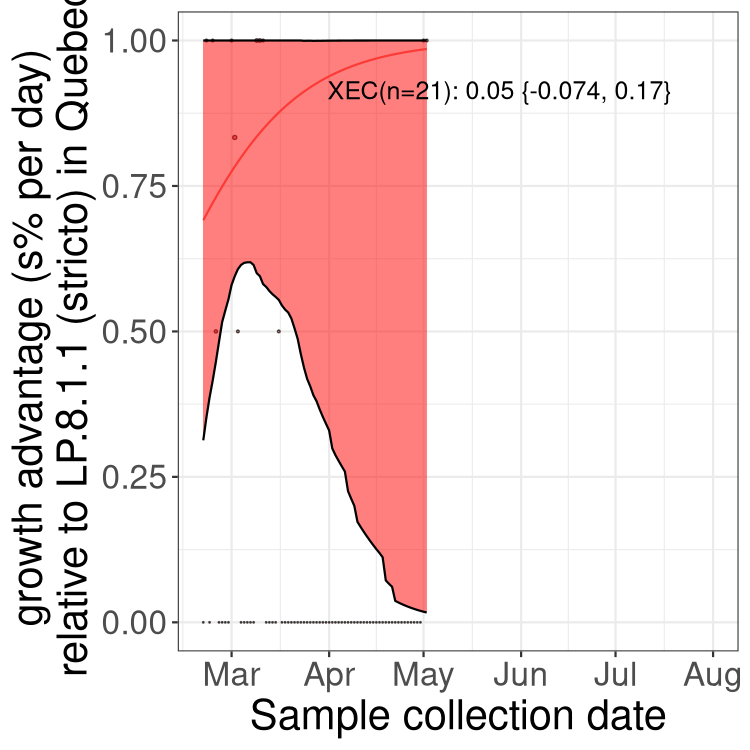 growth advantage (s% per day)
relative to LP.8.1.1 (stricto) in Quebec
1.00
0.75
0.50
0.25
0.00
XEC(n=21): 0.05 {-0.074, 0.17}
Mar Apr May Jun Jul Aug
Sample collection date